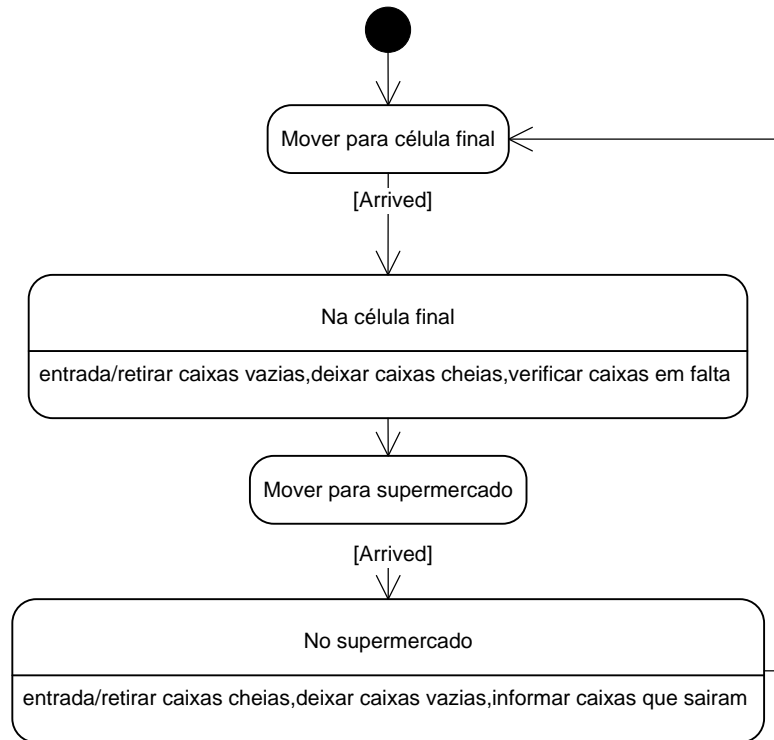 Mover para célula final
[Arrived]
Na célula final
entrada/retirar caixas vazias,deixar caixas cheias,verificar caixas em falta
Mover para supermercado
[Arrived]
No supermercado
entrada/retirar caixas cheias,deixar caixas vazias,informar caixas que sairam